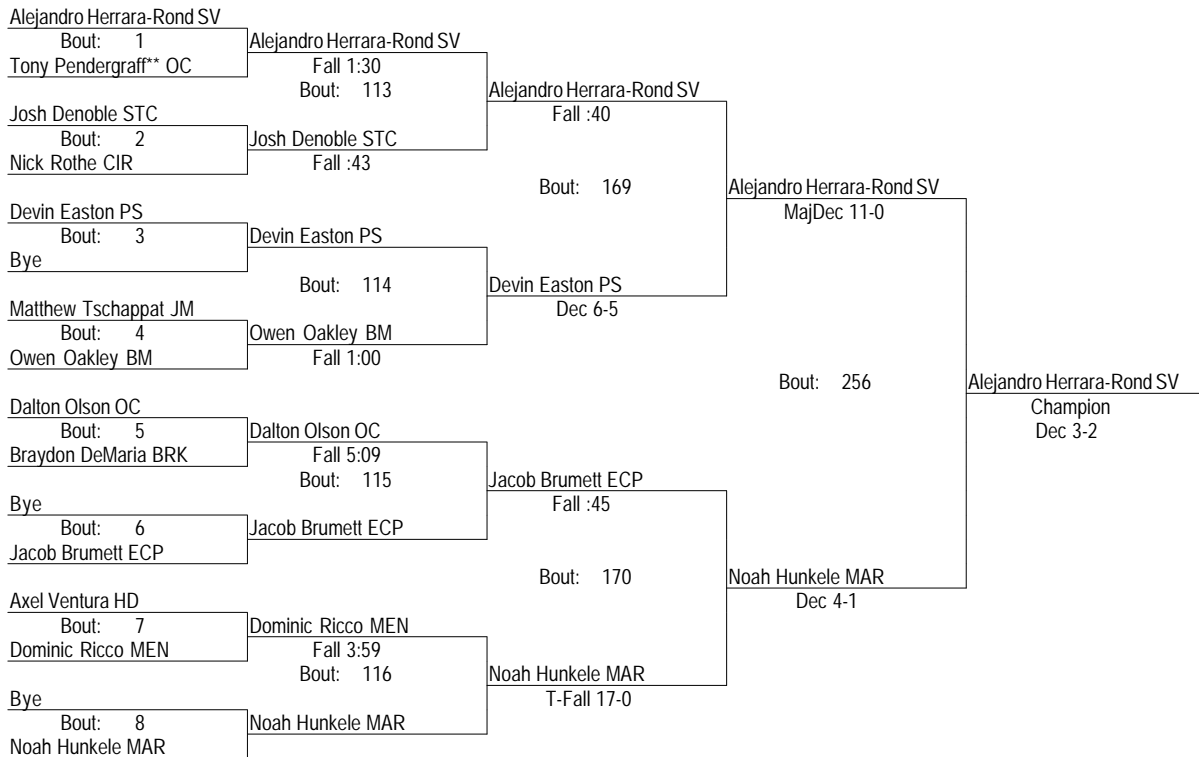 Alejandro Herrara-Rond SV
Bout: 1
Alejandro Herrara-Rond SV
Tony Pendergraff** OC
Fall 1:30
Bout: 113
Alejandro Herrara-Rond SV
Josh Denoble STC
Fall :40
Bout: 2
Josh Denoble STC
Nick Rothe CIR
Fall :43
Bout: 169
Alejandro Herrara-Rond SV
Devin Easton PS
MajDec 11-0
Bout: 3
Devin Easton PS
Bye
Bout: 114
Devin Easton PS
Matthew Tschappat JM
Dec 6-5
Bout: 4
Owen Oakley BM
Owen Oakley BM
Fall 1:00
Bout: 256
Alejandro Herrara-Rond SV
Dalton Olson OC
Champion
Bout: 5
Dalton Olson OC
Dec 3-2
Braydon DeMaria BRK
Fall 5:09
Bout: 115
Jacob Brumett ECP
Bye
Fall :45
Bout: 6
Jacob Brumett ECP
Jacob Brumett ECP
Bout: 170
Noah Hunkele MAR
Axel Ventura HD
Dec 4-1
Bout: 7
Dominic Ricco MEN
Dominic Ricco MEN
Fall 3:59
Bout: 116
Noah Hunkele MAR
Bye
T-Fall 17-0
Bout: 8
Noah Hunkele MAR
Noah Hunkele MAR